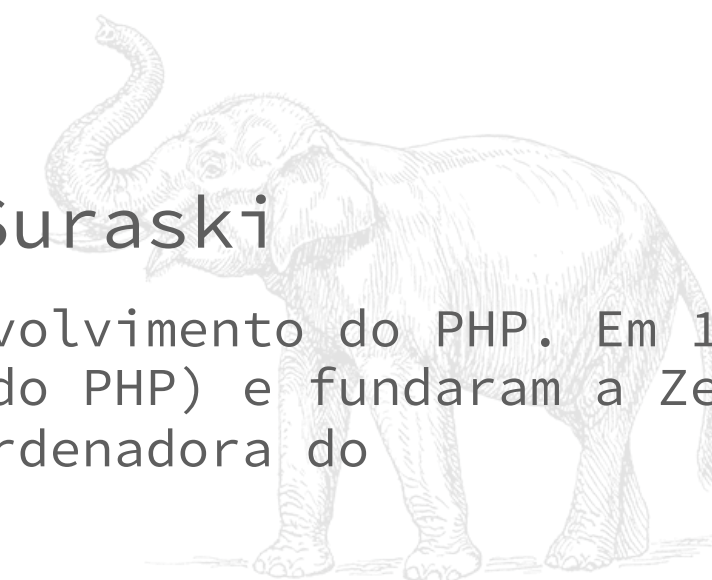 Suraski
volvimento do PHP. Em 1
do PHP) e fundaram a Ze
rdenadora do